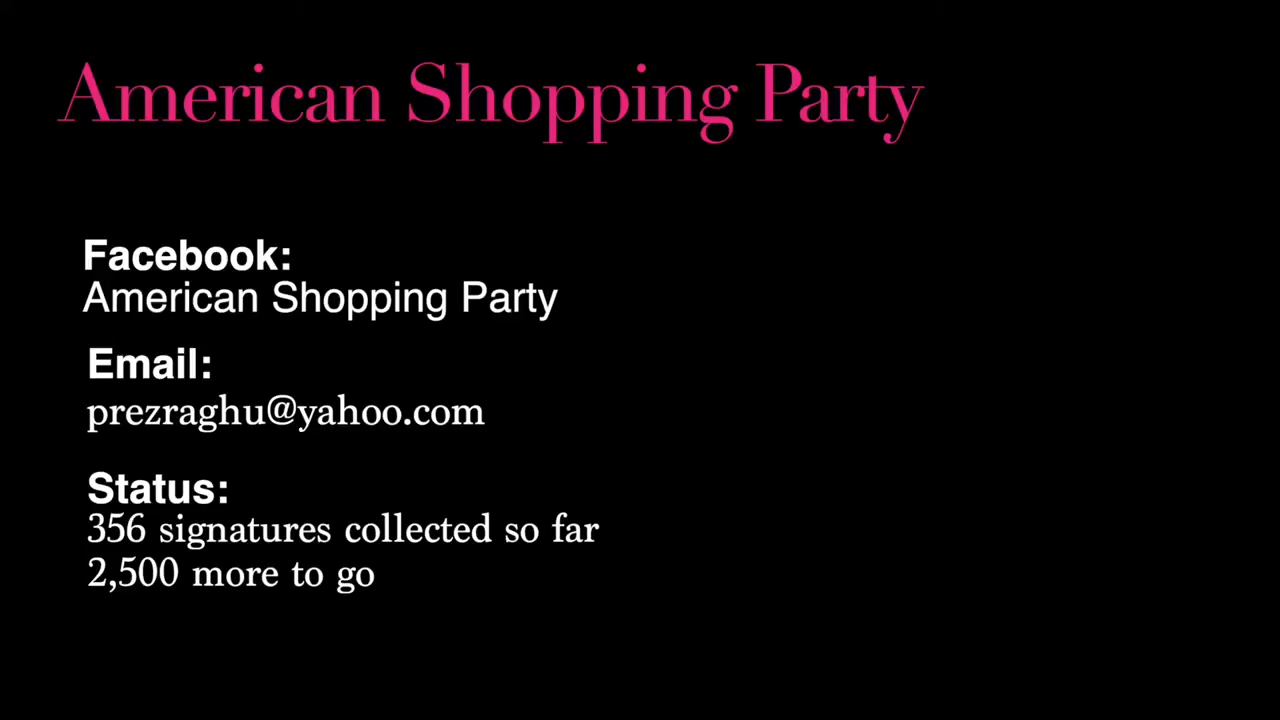 American Shopping Party
Facebook:
American Shopping Party
Email:
prezraghu@yahoo.com
Status:
356 signatures collected so far
2,500 more to go